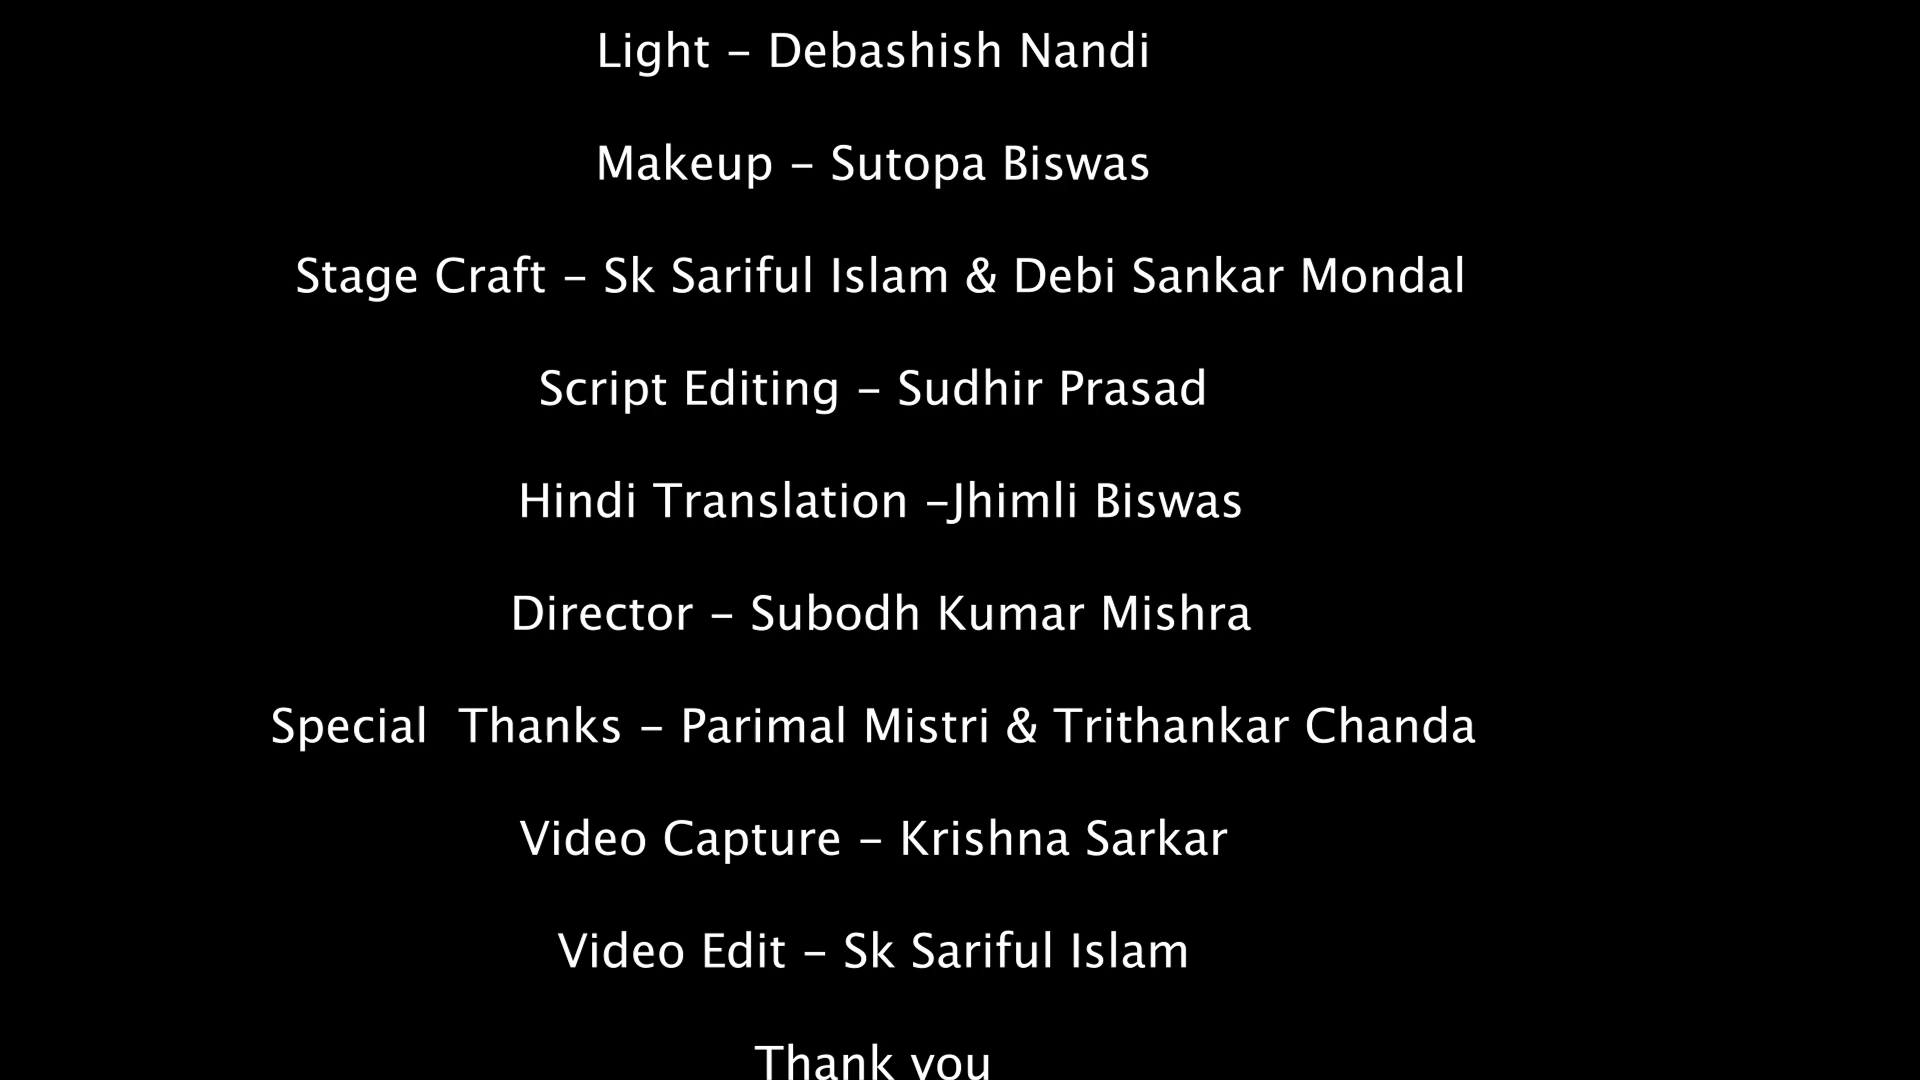 Light – Debashish Nandi
Makeup – Sutopa Biswas
Stage Craft – Sk Sariful Islam & Debi Sankar Mondal
Script Editing – Sudhir Prasad
Hindi Translation –Jhimli Biswas
Director – Subodh Kumar Mishra
Special  Thanks – Parimal Mistri & Trithankar Chanda
Video Capture – Krishna Sarkar
Video Edit – Sk Sariful Islam
Thank you